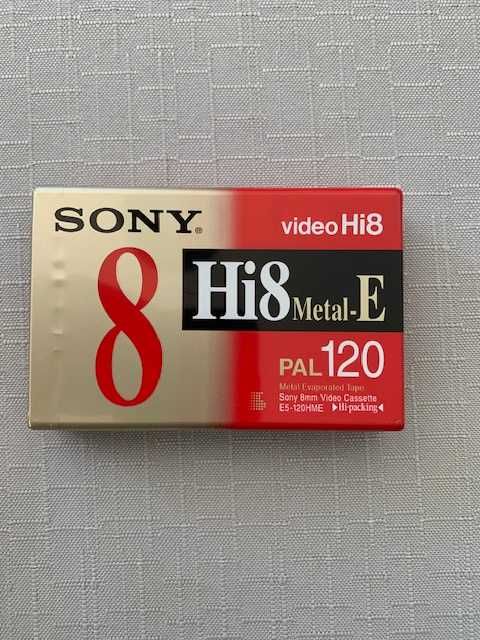 SONY®
video Hi8
8
Hi8 Metal-E
PAL 120
Metal Evaporated Tape
Sony 8mm Video Cassette
E5-120HME ▶Hi-packing◀